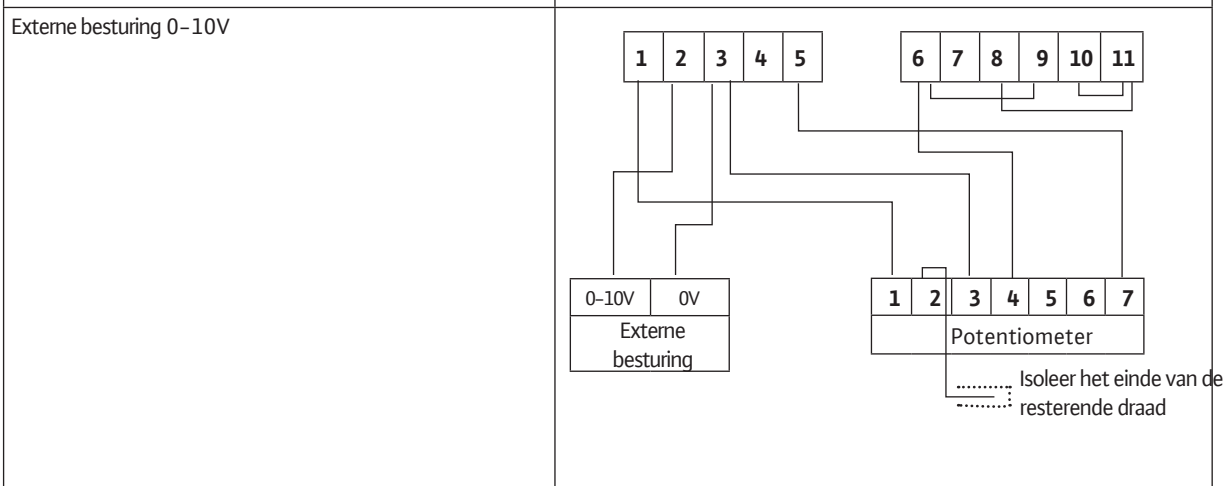 Externe besturing 0–10V
1 2 3 4 5
6 7 8 9 10 11
0–10V 0V
Externe
besturing
1 2 3 4 5 6 7
Potentiometer
Isoleer het einde van de
resterende draad